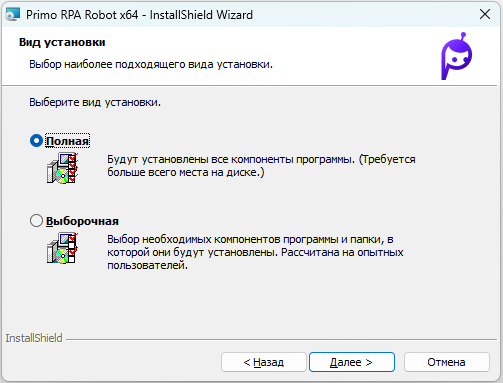 Primo RPA Robot x64 - InstallShield Wizard
Вид установки
Выбор наиболее подходящего вида установки.
Выберите вид установки.
Полная
Будут установлены все компоненты программы. (Требуется
больше всего места на диске.)
Выборочная
Выбор необходимых компонентов программы и папки, в
которой они будут установлены. Рассчитана на опытных
пользователей.
InstallShield
< Назад
Далее >
Отмена